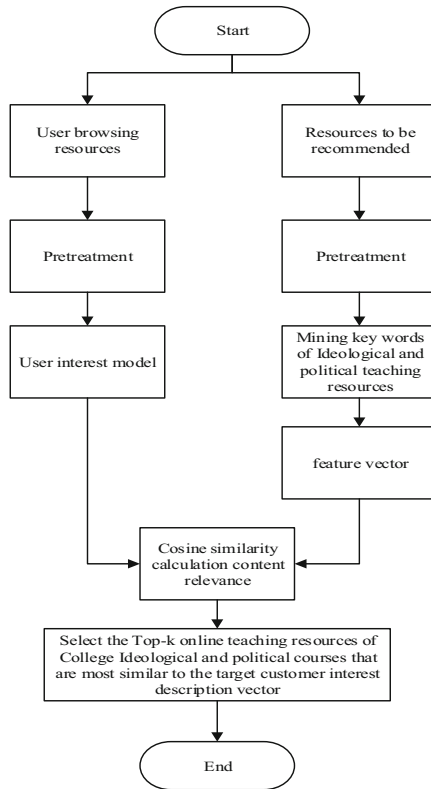 Start
User browsing
resources
Resources to be
recommended
Pretreatment
Pretreatment
User interest model
Mining key words
of Ideological and
political teaching
resources
feature vector
Cosine similarity
calculation content
relevance
Select the Top-k online teaching resources of
College Ideological and political courses that
are most similar to the target customer interest
description vector
End